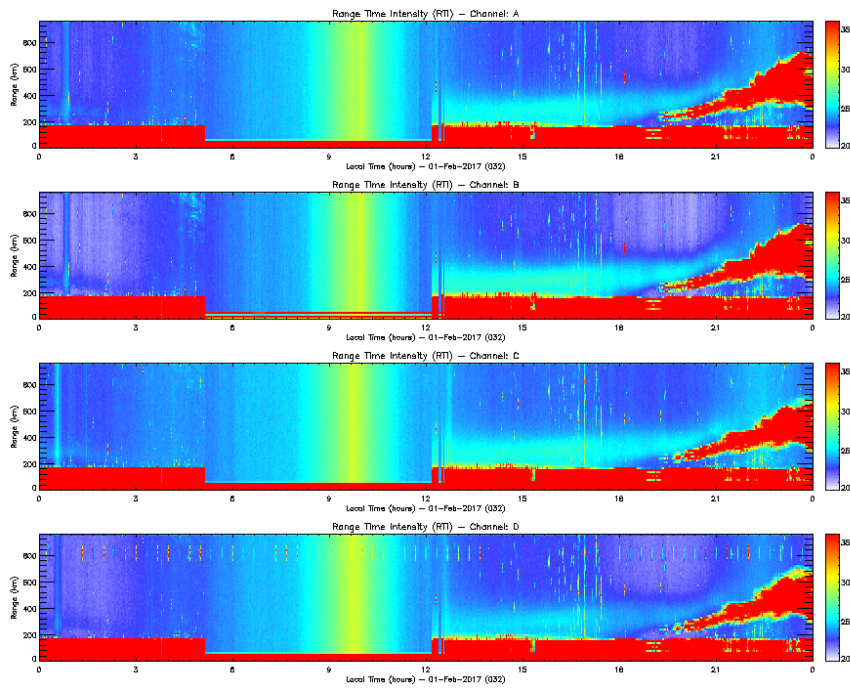 Range Time Intensity (RTI) – Channel: A
Range (km)
800
600
400
200
0
0 3 6 9 12 15 18 21 0
Local Time (hours) – 01-Feb-2017 (032)
35
30
25
20
Range Time Intensity (RTI) – Channel: B
Range (km)
800
600
400
200
0
0 3 6 9 12 15 18 21 0
Local Time (hours) – 01-Feb-2017 (032)
35
30
25
20
Range Time Intensity (RTI) – Channel: C
Range (km)
800
600
400
200
0
0 3 6 9 12 15 18 21 0
Local Time (hours) – 01-Feb-2017 (032)
35
30
25
20
Range Time Intensity (RTI) – Channel: D
Range (km)
800
600
400
200
0
0 3 6 9 12 15 18 21 0
Local Time (hours) – 01-Feb-2017 (032)
35
30
25
20